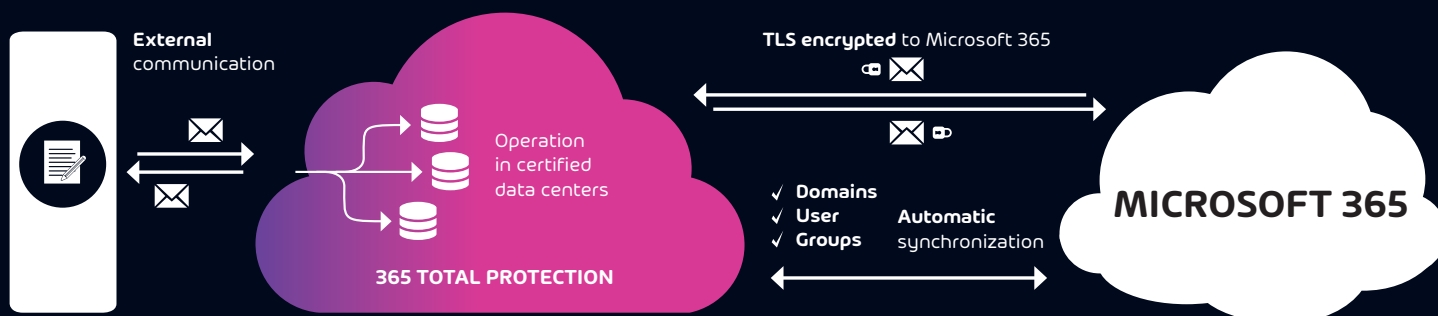 External
communication
Operation
in certified
data centers
365 TOTAL PROTECTION
TLS encrypted to Microsoft 365
✓ Domains
✓ User
✓ Groups
Automatic
synchronization
MICROSOFT 365